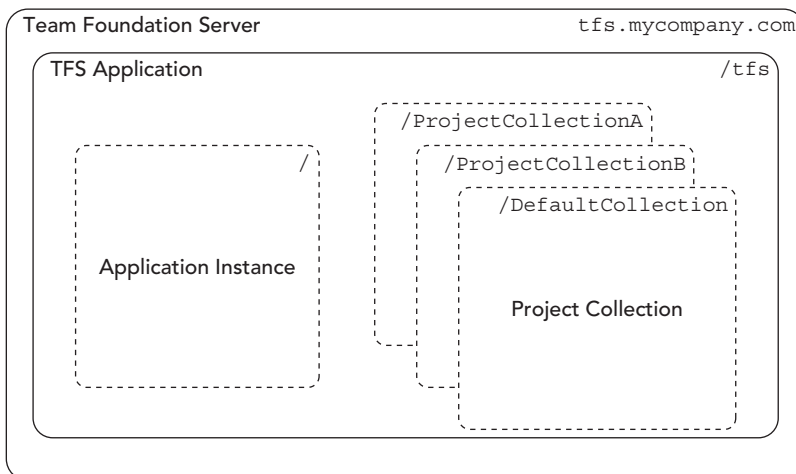 Team Foundation Server
tfs.mycompany.com
TFS Application
/tfs
/ProjectCollectionA
/
/ProjectCollectionB
/DefaultCollection
Application Instance
Project Collection